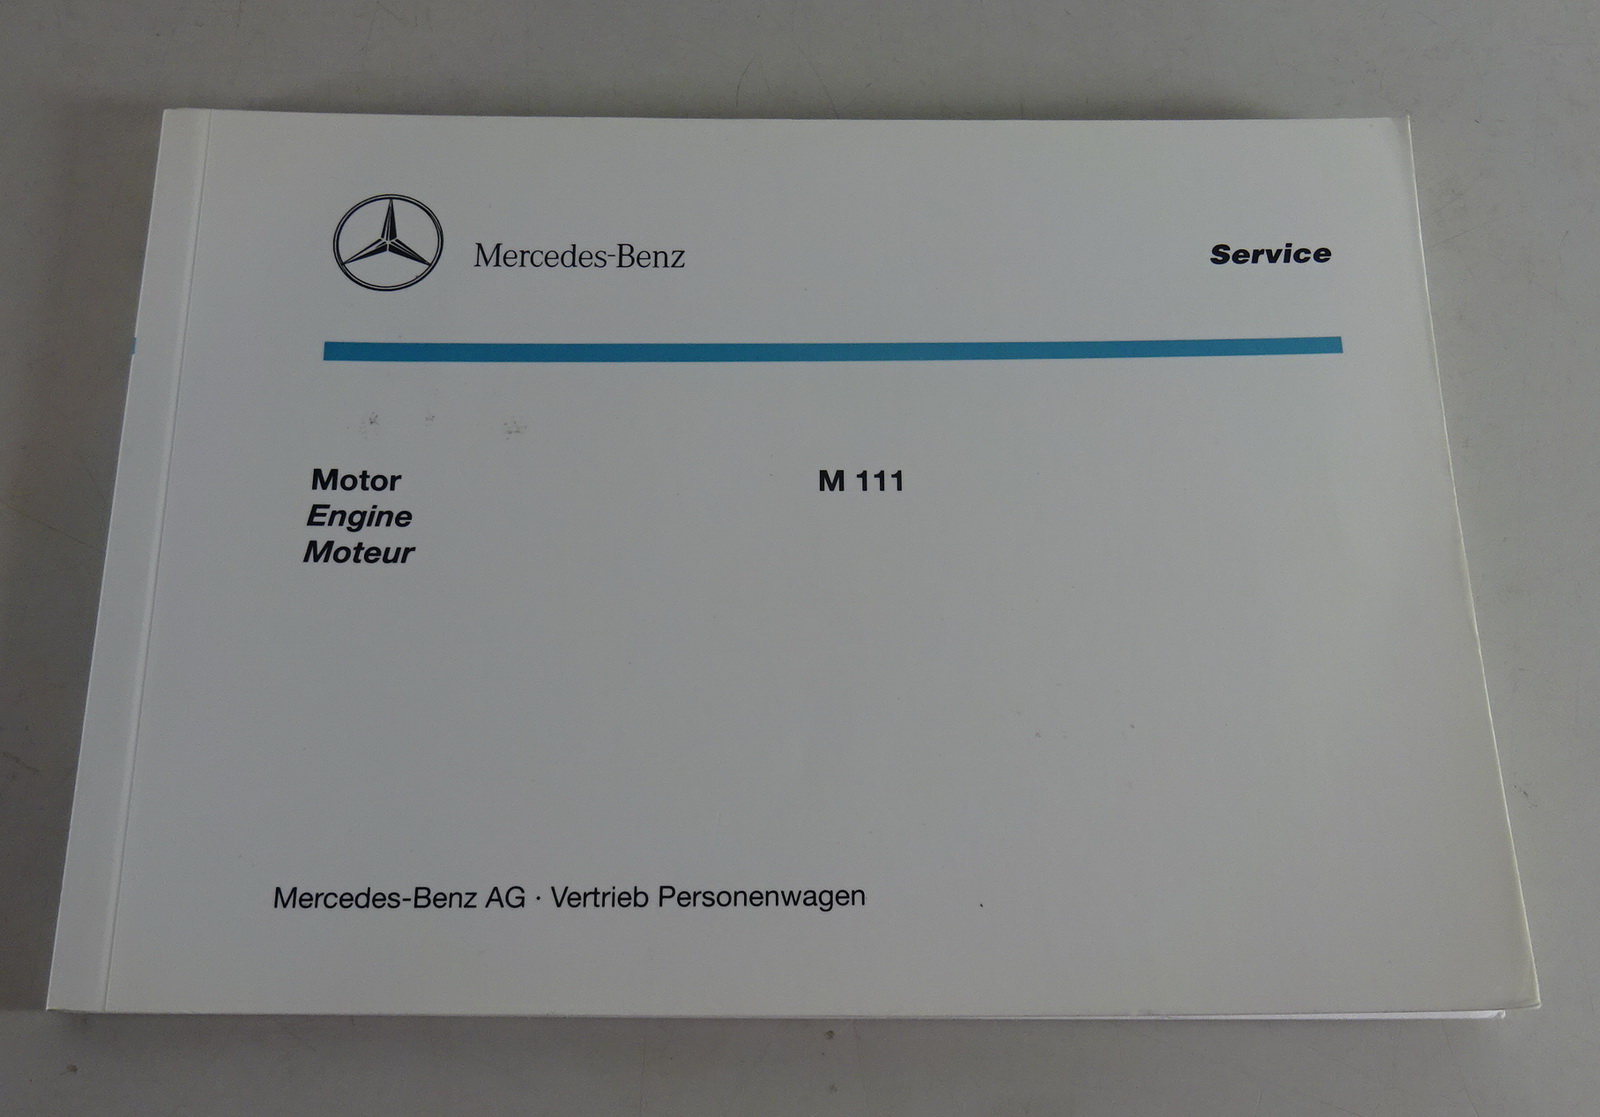 Mercedes-Benz
Service
Motor
M 111
Engine
Moteur
Mercedes-Benz AG · Vertrieb Personenwagen